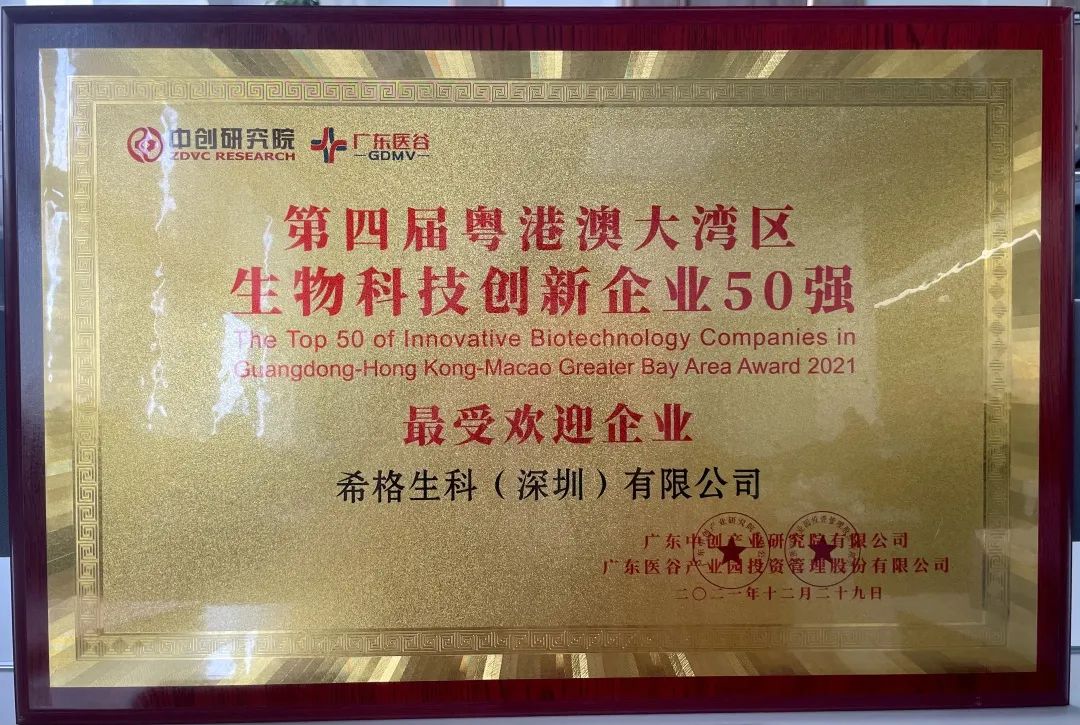 中创研究院
ZDVC RESEARCH
广东医谷
GDMV
第四届粤港澳大湾区
生物科技创新企业50强
The Top 50 of Innovative Biotechnology Companies in
Guangdong-Hong Kong-Macao Greater Bay Area Award 2021
最受欢迎企业
希格生科（深圳）有限公司
广东中创产业研究院有限公司
广东医谷产业园投资管理股份有限公司
二〇二一年十二月二十九日